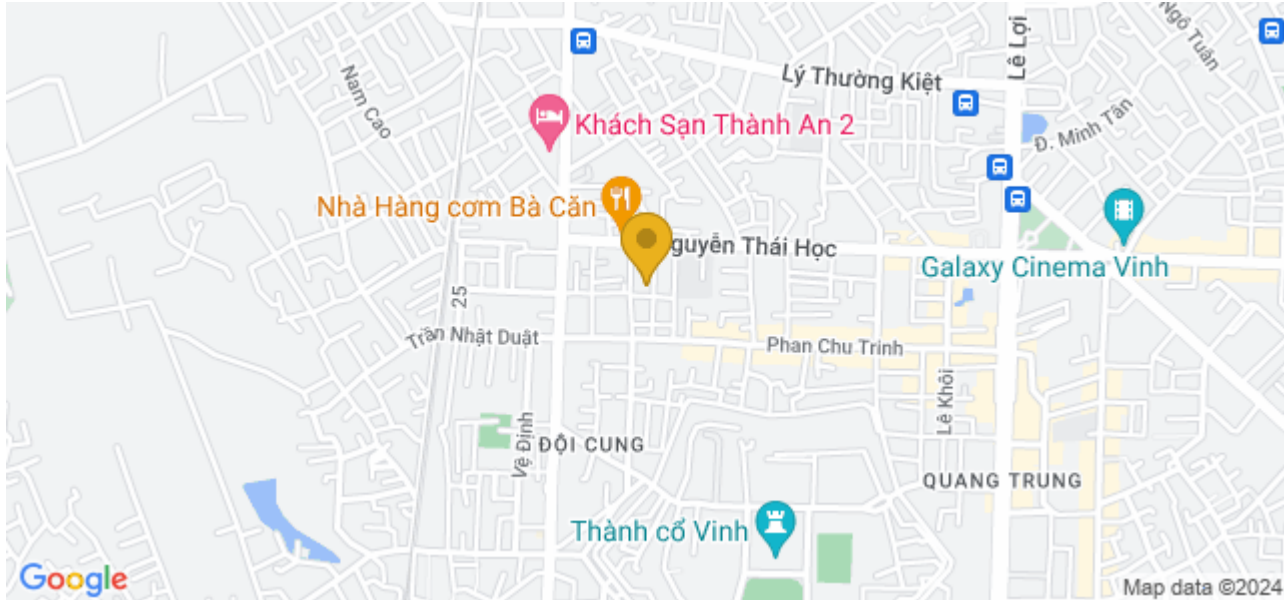 Ngô Tuấn
Lê Lợi
Nam Cao
Lý Thường Kiệt
Đ. Minh Tân
Khách Sạn Thành An 2
Nhà Hàng cơm Bà Căn
guyễn Thái Học
Galaxy Cinema Vinh
25
Trần Nhật Duật
Phan Chu Trinh
Lê Khôi
Vệ Định
ĐỘI CUNG
QUANG TRUNG
Thành cổ Vinh
Google
Map data ©2024